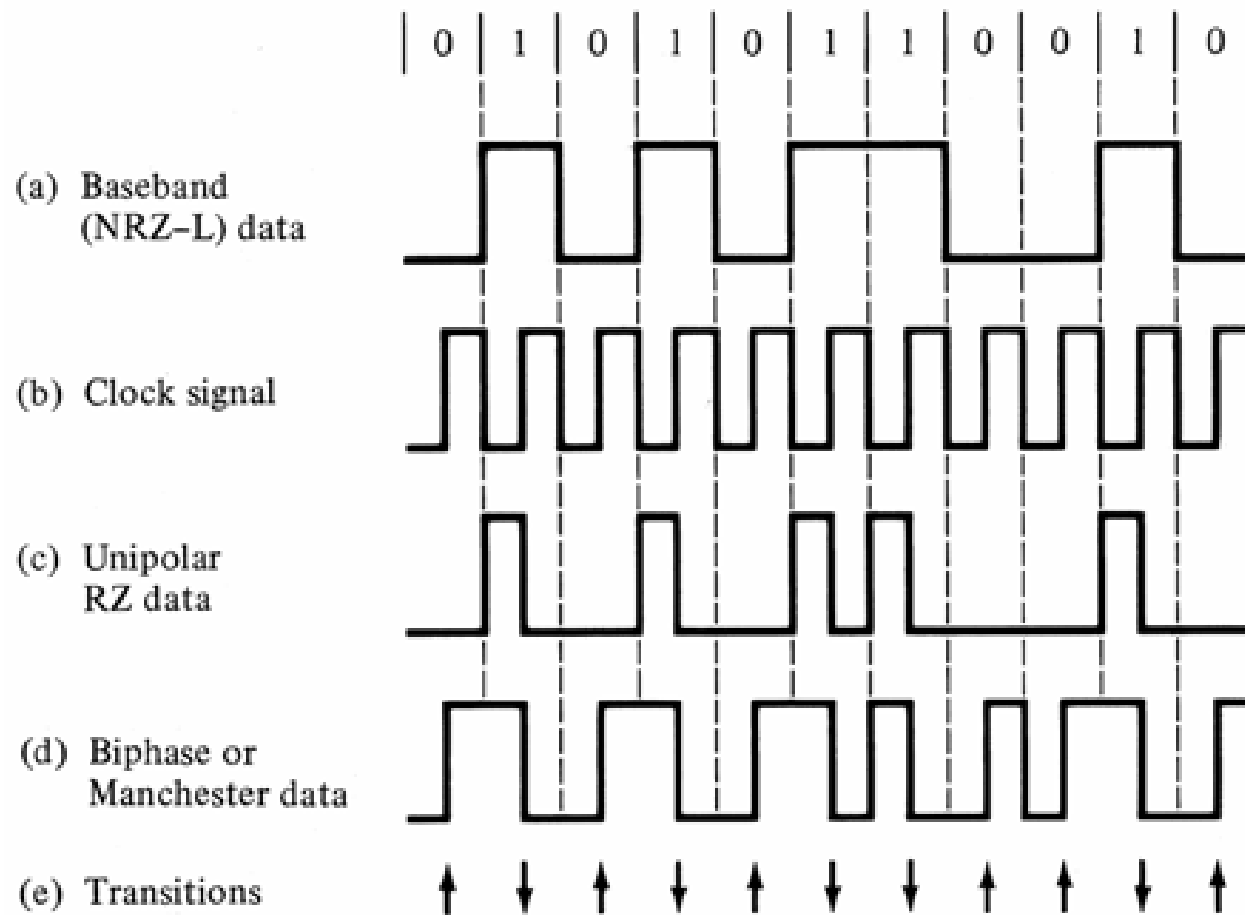 0 1 0 1 0 1 1 0 0 1 0
(a) Baseband
(NRZ–L) data
(b) Clock signal
(c) Unipolar
RZ data
(d) Biphase or
Manchester data
(e) Transitions